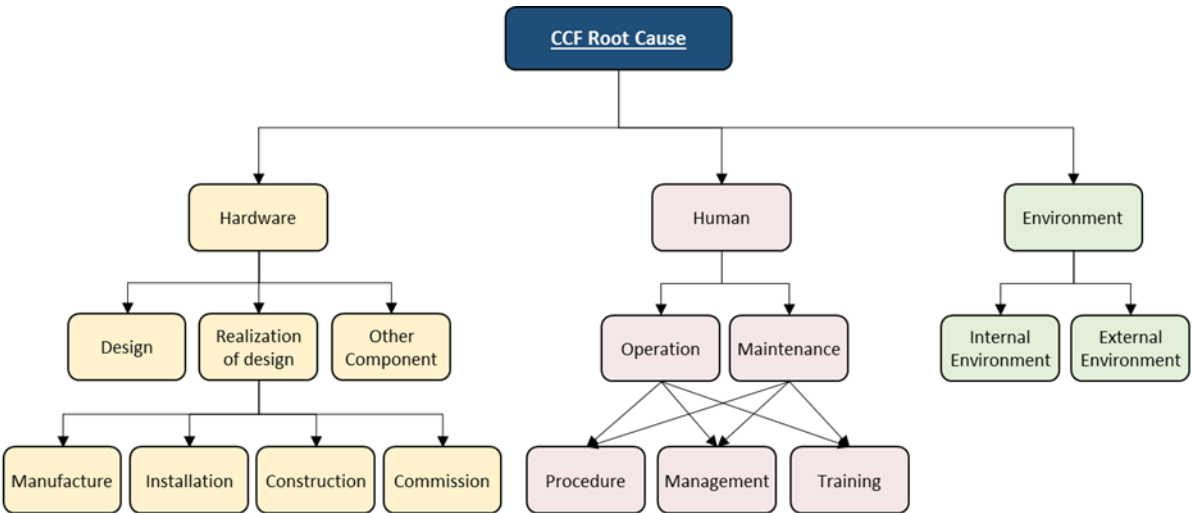 CCF Root Cause
Hardware
Human
Environment
Design
Realization
of design
Other
Component
Operation
Maintenance
Internal
Environment
External
Environment
Manufacture
Installation
Construction
Commission
Procedure
Management
Training